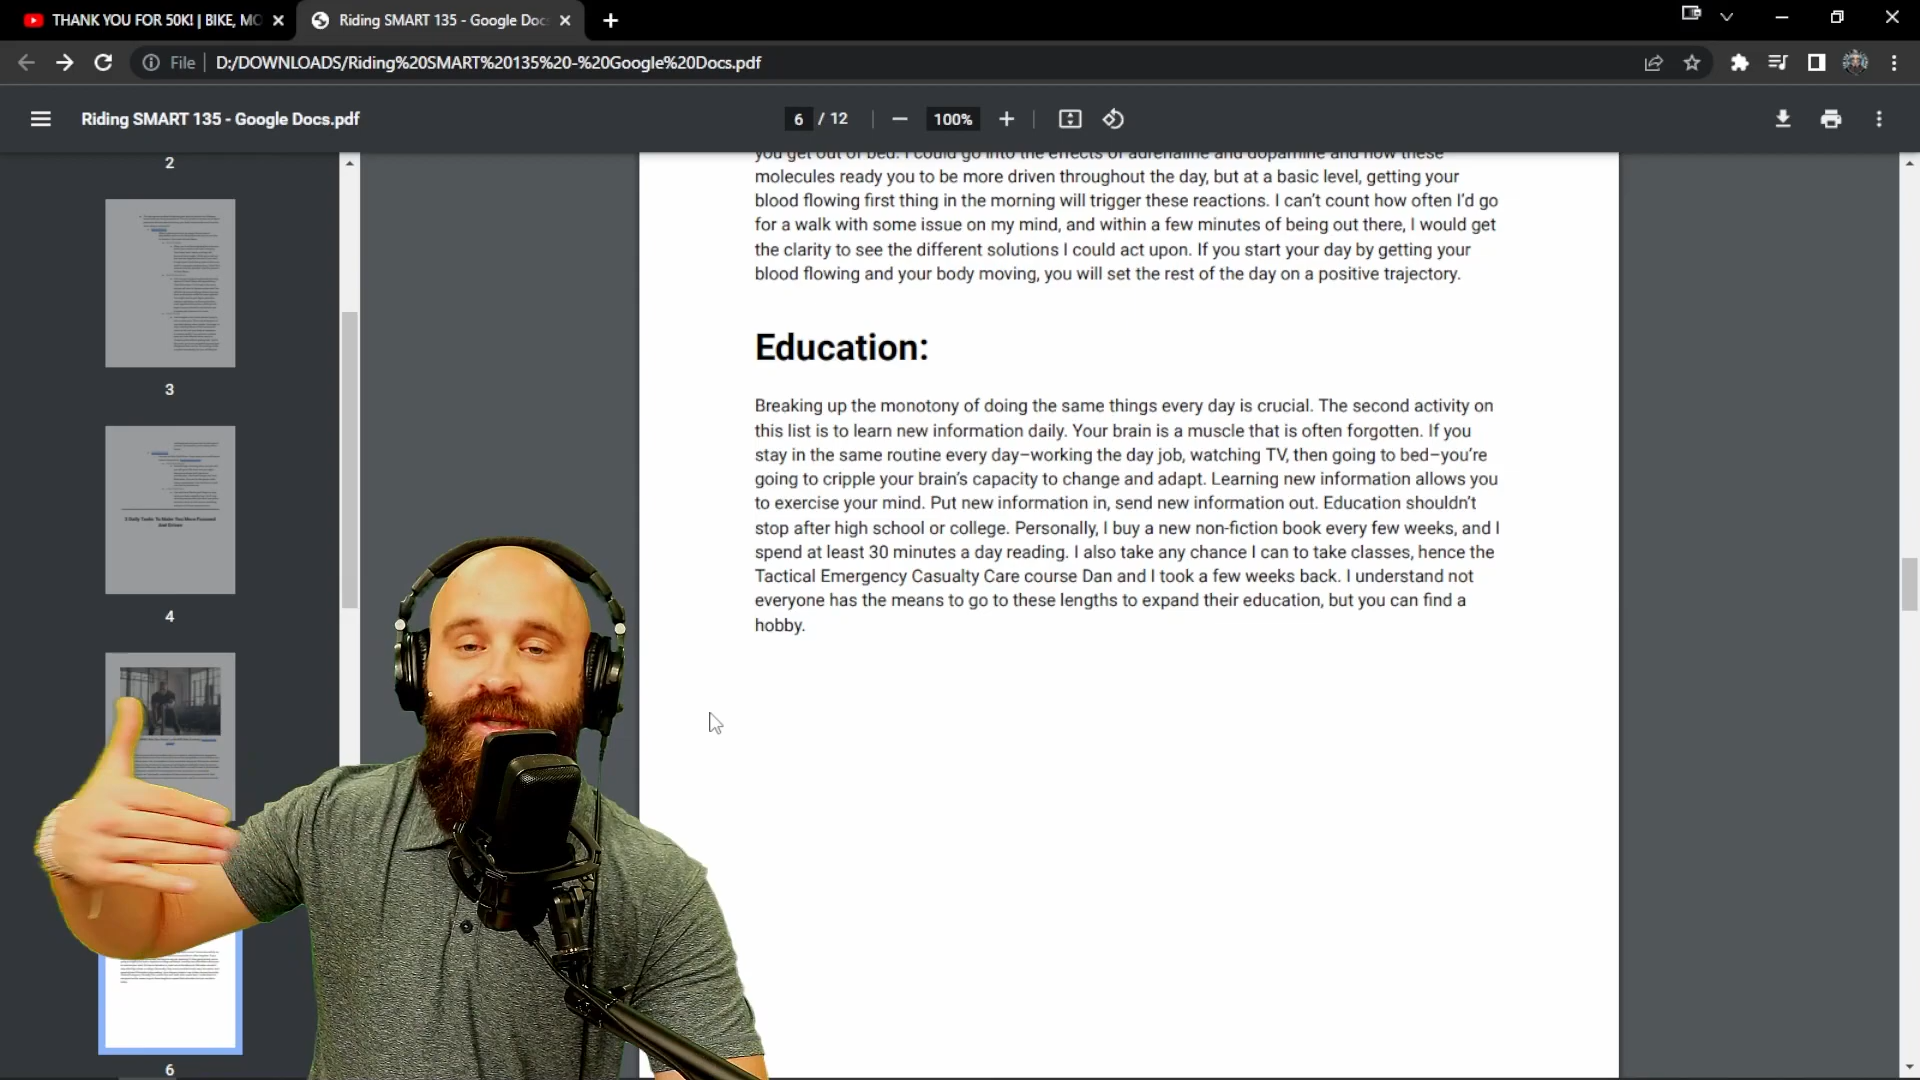 THANK YOU FOR 50K! | BIKE, MO
Riding SMART 135 - Google Doc
File
D:/DOWNLOADS/Riding%20SMART%20135%20-%20Google%20Docs.pdf
Riding SMART 135 - Google Docs.pdf
6 / 12
100%
2
3
4
6
you get out of bed. I could go into the effects of adrenaline and dopamine and how these
molecules ready you to be more driven throughout the day, but at a basic level, getting your
blood flowing first thing in the morning will trigger these reactions. I can’t count how often I’d go
for a walk with some issue on my mind, and within a few minutes of being out there, I would get
the clarity to see the different solutions I could act upon. If you start your day by getting your
blood flowing and your body moving, you will set the rest of the day on a positive trajectory.
Education:
Breaking up the monotony of doing the same things every day is crucial. The second activity on
this list is to learn new information daily. Your brain is a muscle that is often forgotten. If you
stay in the same routine every day–working the day job, watching TV, then going to bed–you’re
going to cripple your brain’s capacity to change and adapt. Learning new information allows you
to exercise your mind. Put new information in, send new information out. Education shouldn’t
stop after high school or college. Personally, I buy a new non-fiction book every few weeks, and I
spend at least 30 minutes a day reading. I also take any chance I can to take classes, hence the
Tactical Emergency Casualty Care course Dan and I took a few weeks back. I understand not
everyone has the means to go to these lengths to expand their education, but you can find a
hobby.